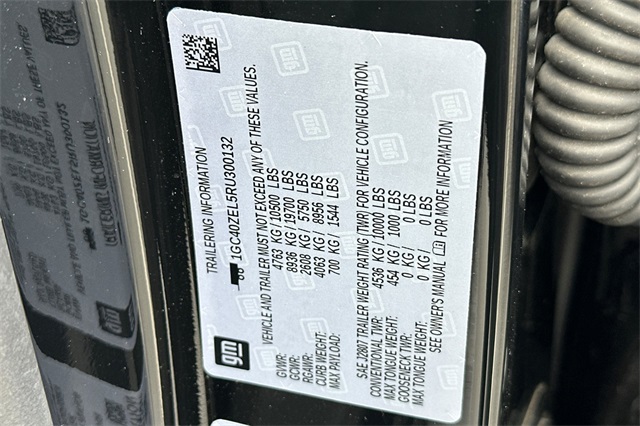 TRAILERING INFORMATION
1GC40ZEL5RU300132
VEHICLE AND TRAILER MUST NOT EXCEED ANY OF THESE VALUES.
GVWR: 4763 KG/ 10500 LBS
GCWR: 8936 KG/ 19700 LBS
RGAWR: 2608 KG/ 5750 LBS
CURB WEIGHT: 4063 KG/ 8956 LBS
MAX PAYLOAD: 700 KG/ 1544 LBS
SAE J2807 TRAILER WEIGHT RATING (TWR) FOR VEHICLE CONFIGURATION.
CONVENTIONAL TWR: 4536 KG/ 10000 LBS
MAX TONGUE WEIGHT: 454 KG/ 1000 LBS
GOOSENECK TWR: 0 KG/ 0 LBS
MAX TONGUE WEIGHT: 0 KG/ 0 LBS
SEE OWNER'S MANUAL FOR MORE INFORMATION
gm